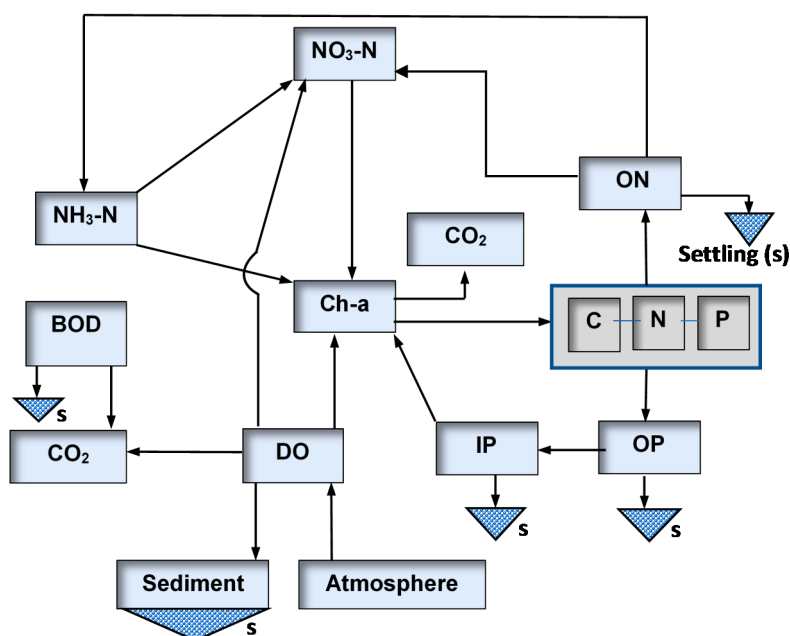 NO₃-N
ON
NH₃-N
CO₂
Settling (s)
Ch-a
C
N
P
BOD
s
CO₂
DO
IP
OP
s
s
Sediment
Atmosphere
s